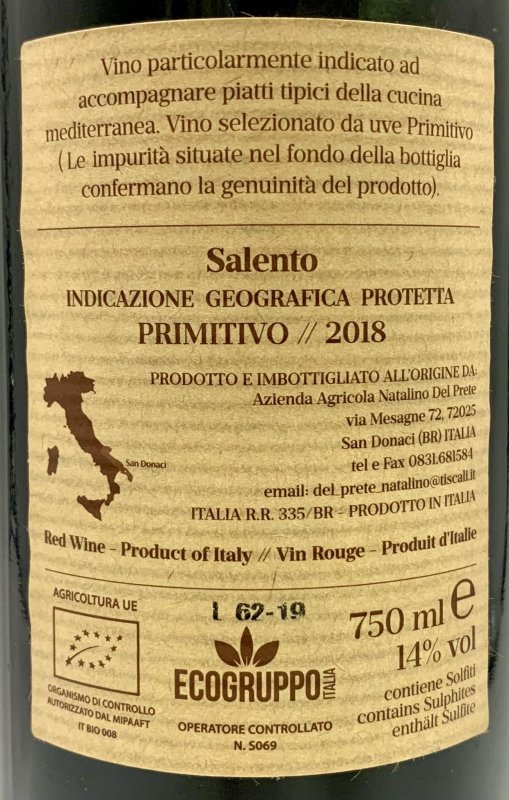 Vino particolarmente indicato ad
accompagnare piatti tipici della cucina
mediterranea. Vino selezionato da uve Primitivo
( Le impurità situate nel fondo della bottiglia
confermano la genuinità del prodotto).
Salento
INDICAZIONE GEOGRAFICA PROTETTA
PRIMITIVO // 2018
PRODOTTO E IMBOTTIGLIATO ALL'ORIGINE DA:
Azienda Agricola Natalino Del Prete
via Mesagne 72, 72025
San Donaci (BR) ITALIA
tel e Fax 083L681584
email: del_prete_natalino@tiscali.it
ITALIA R.R. 335/BR - PRODOTTO IN ITALIA
San Donaci
Red Wine - Product of Italy // Vin Rouge - Produit d'Italie
AGRICOLTURA UE
ORGANISMO DI CONTROLLO
AUTORIZZATO DAL MIPAAFT
IT BIO 008
L 62-19
ECOGRUPPO ITALIA
OPERATORE CONTROLLATO
N. 5069
750 ml e
14% vol
contiene Solfiti
contains Sulphites
enthält Sulfite